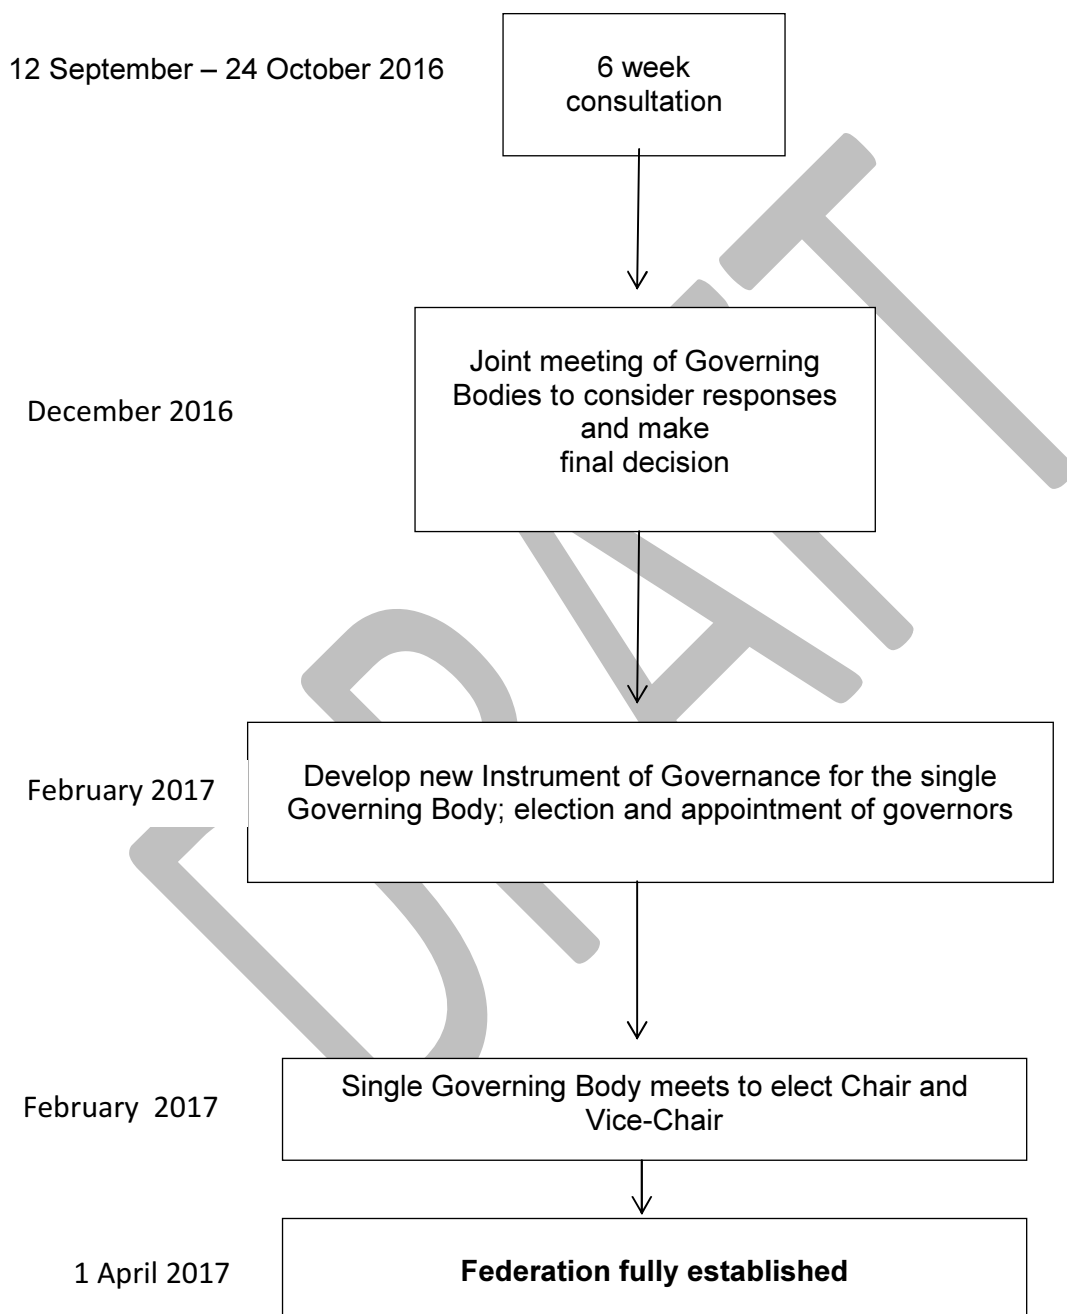 12 September – 24 October 2016
6 week
consultation
December 2016
Joint meeting of Governing
Bodies to consider responses
and make
final decision
February 2017
Develop new Instrument of Governance for the single
Governing Body; election and appointment of governors
February  2017
Single Governing Body meets to elect Chair and
Vice-Chair
1 April 2017
Federation fully established
DRAFT